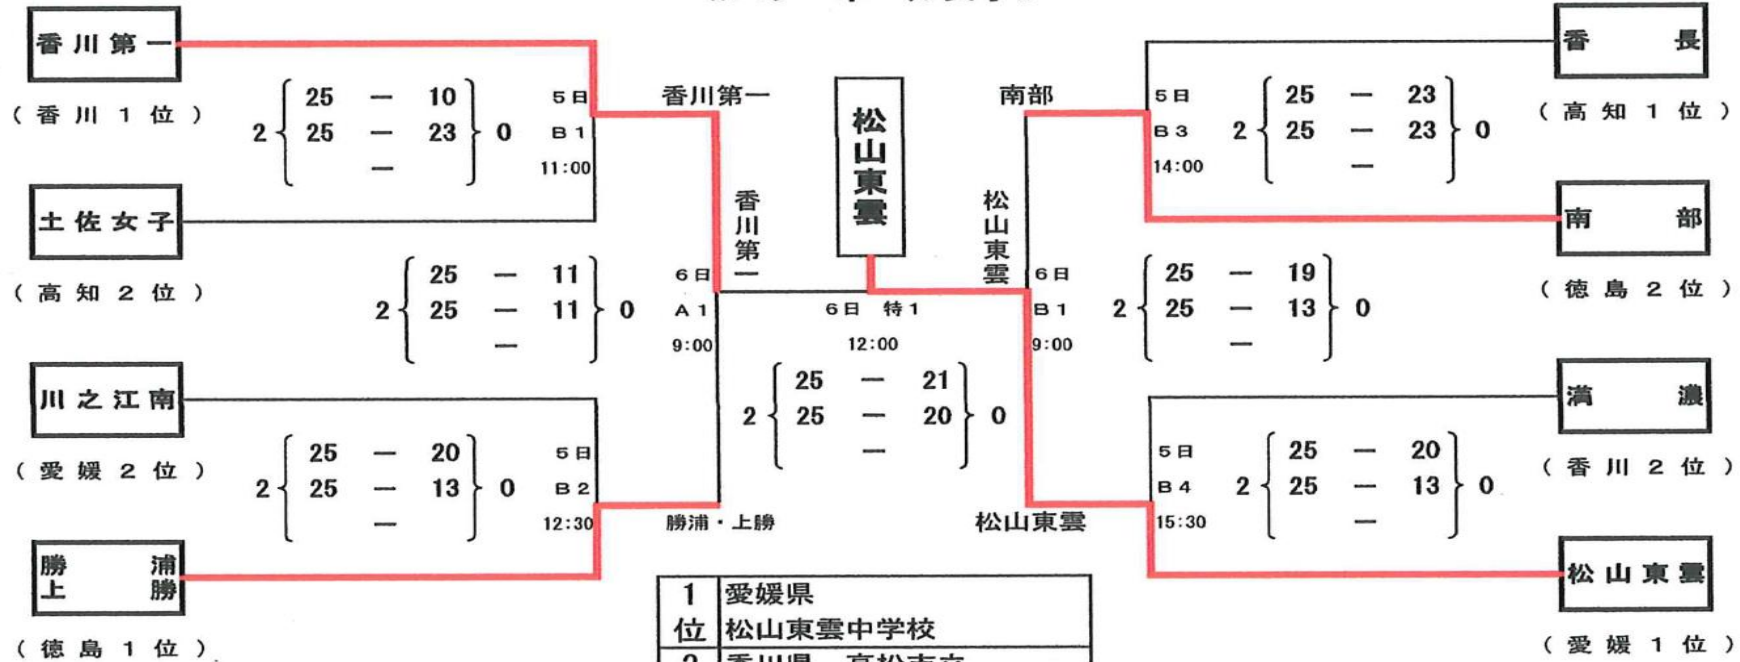 香川第一
(香川1位)
2 25 — 10 0
25 — 23
—
5日
B1
11:00
香川第一
土佐女子
(高知2位)
2 25 — 11 0
25 — 11
—
6日
A1
9:00
香川第一
川之江南
(愛媛2位)
2 25 — 20 0
25 — 13
—
5日
B2
12:30
勝浦・上勝
勝浦
上勝
(徳島1位)
松山東雲
6日 特1
12:00
2 25 — 21 0
25 — 20
—
香長
(高知1位)
南部
5日
B3
14:00
2 25 — 23 0
25 — 23
—
南部
(徳島2位)
松山東雲
6日
B1
9:00
2 25 — 19 0
25 — 13
—
満濃
(香川2位)
5日
B4
15:30
2 25 — 20 0
25 — 13
—
松山東雲
松山東雲
(愛媛1位)
1位 愛媛県
松山東雲中学校